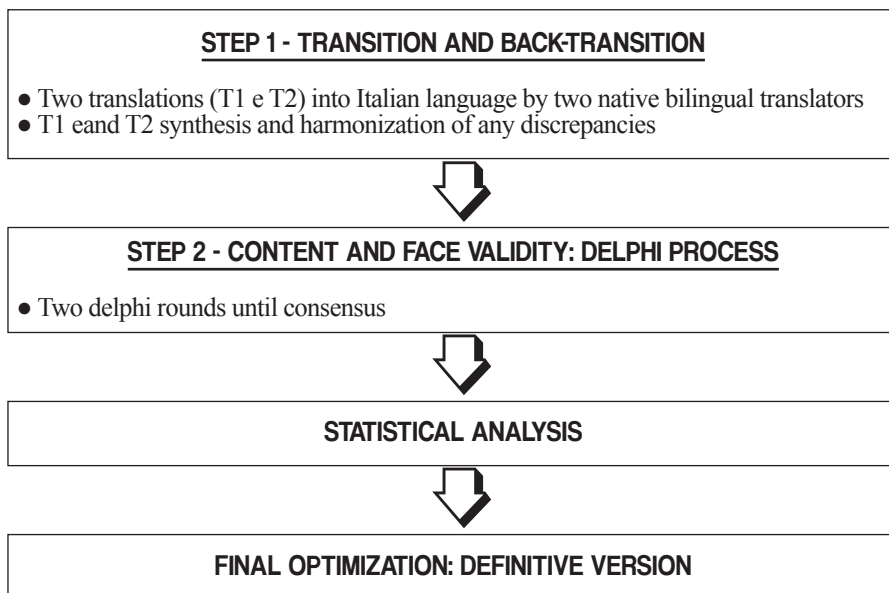 STEP 1 - TRANSITION AND BACK-TRANSITION
● Two translations (T1 e T2) into Italian language by two native bilingual translators
● T1 eand T2 synthesis and harmonization of any discrepancies
STEP 2 - CONTENT AND FACE VALIDITY: DELPHI PROCESS
● Two delphi rounds until consensus
STATISTICAL ANALYSIS
FINAL OPTIMIZATION: DEFINITIVE VERSION